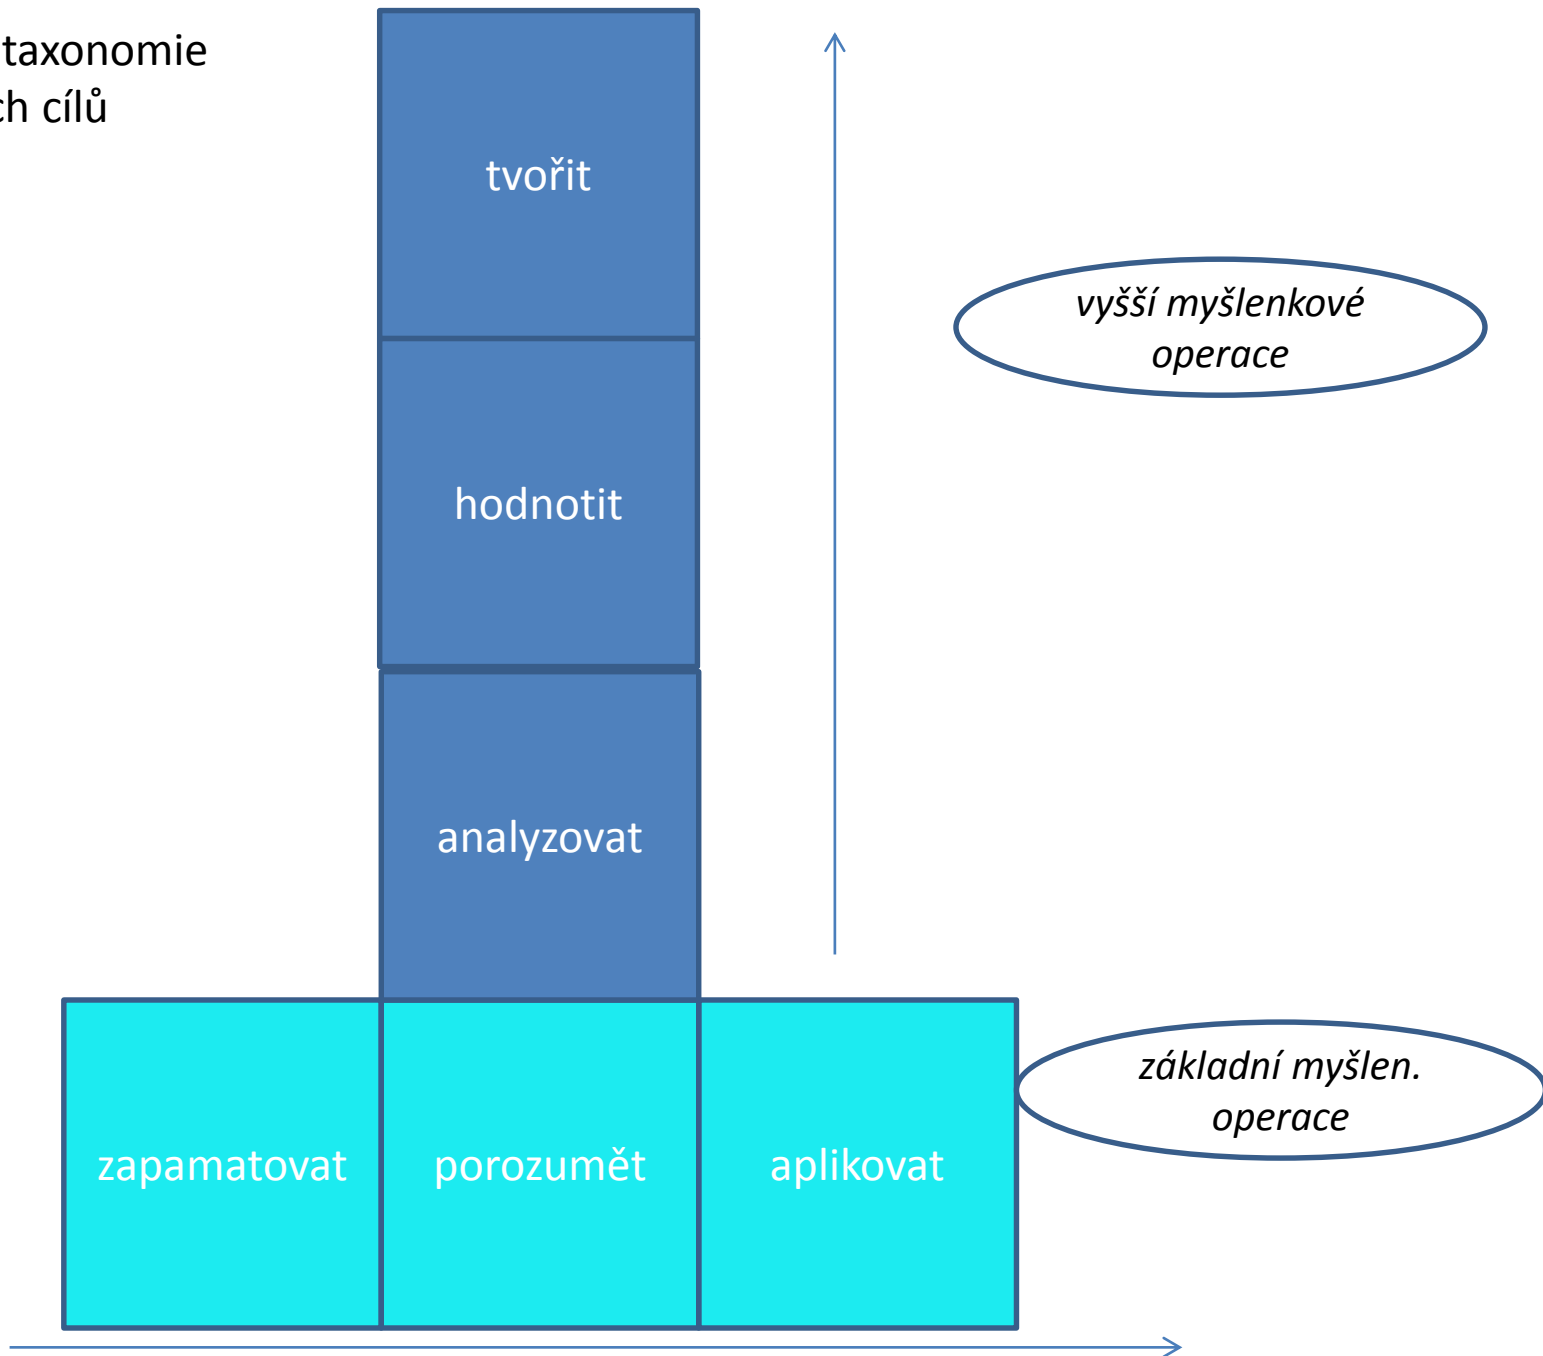 taxonomie
ch cílů
tvořit
vyšší myšlenkové
operace
hodnotit
analyzovat
základní myšlen.
operace
zapamatovat
porozumět
aplikovat